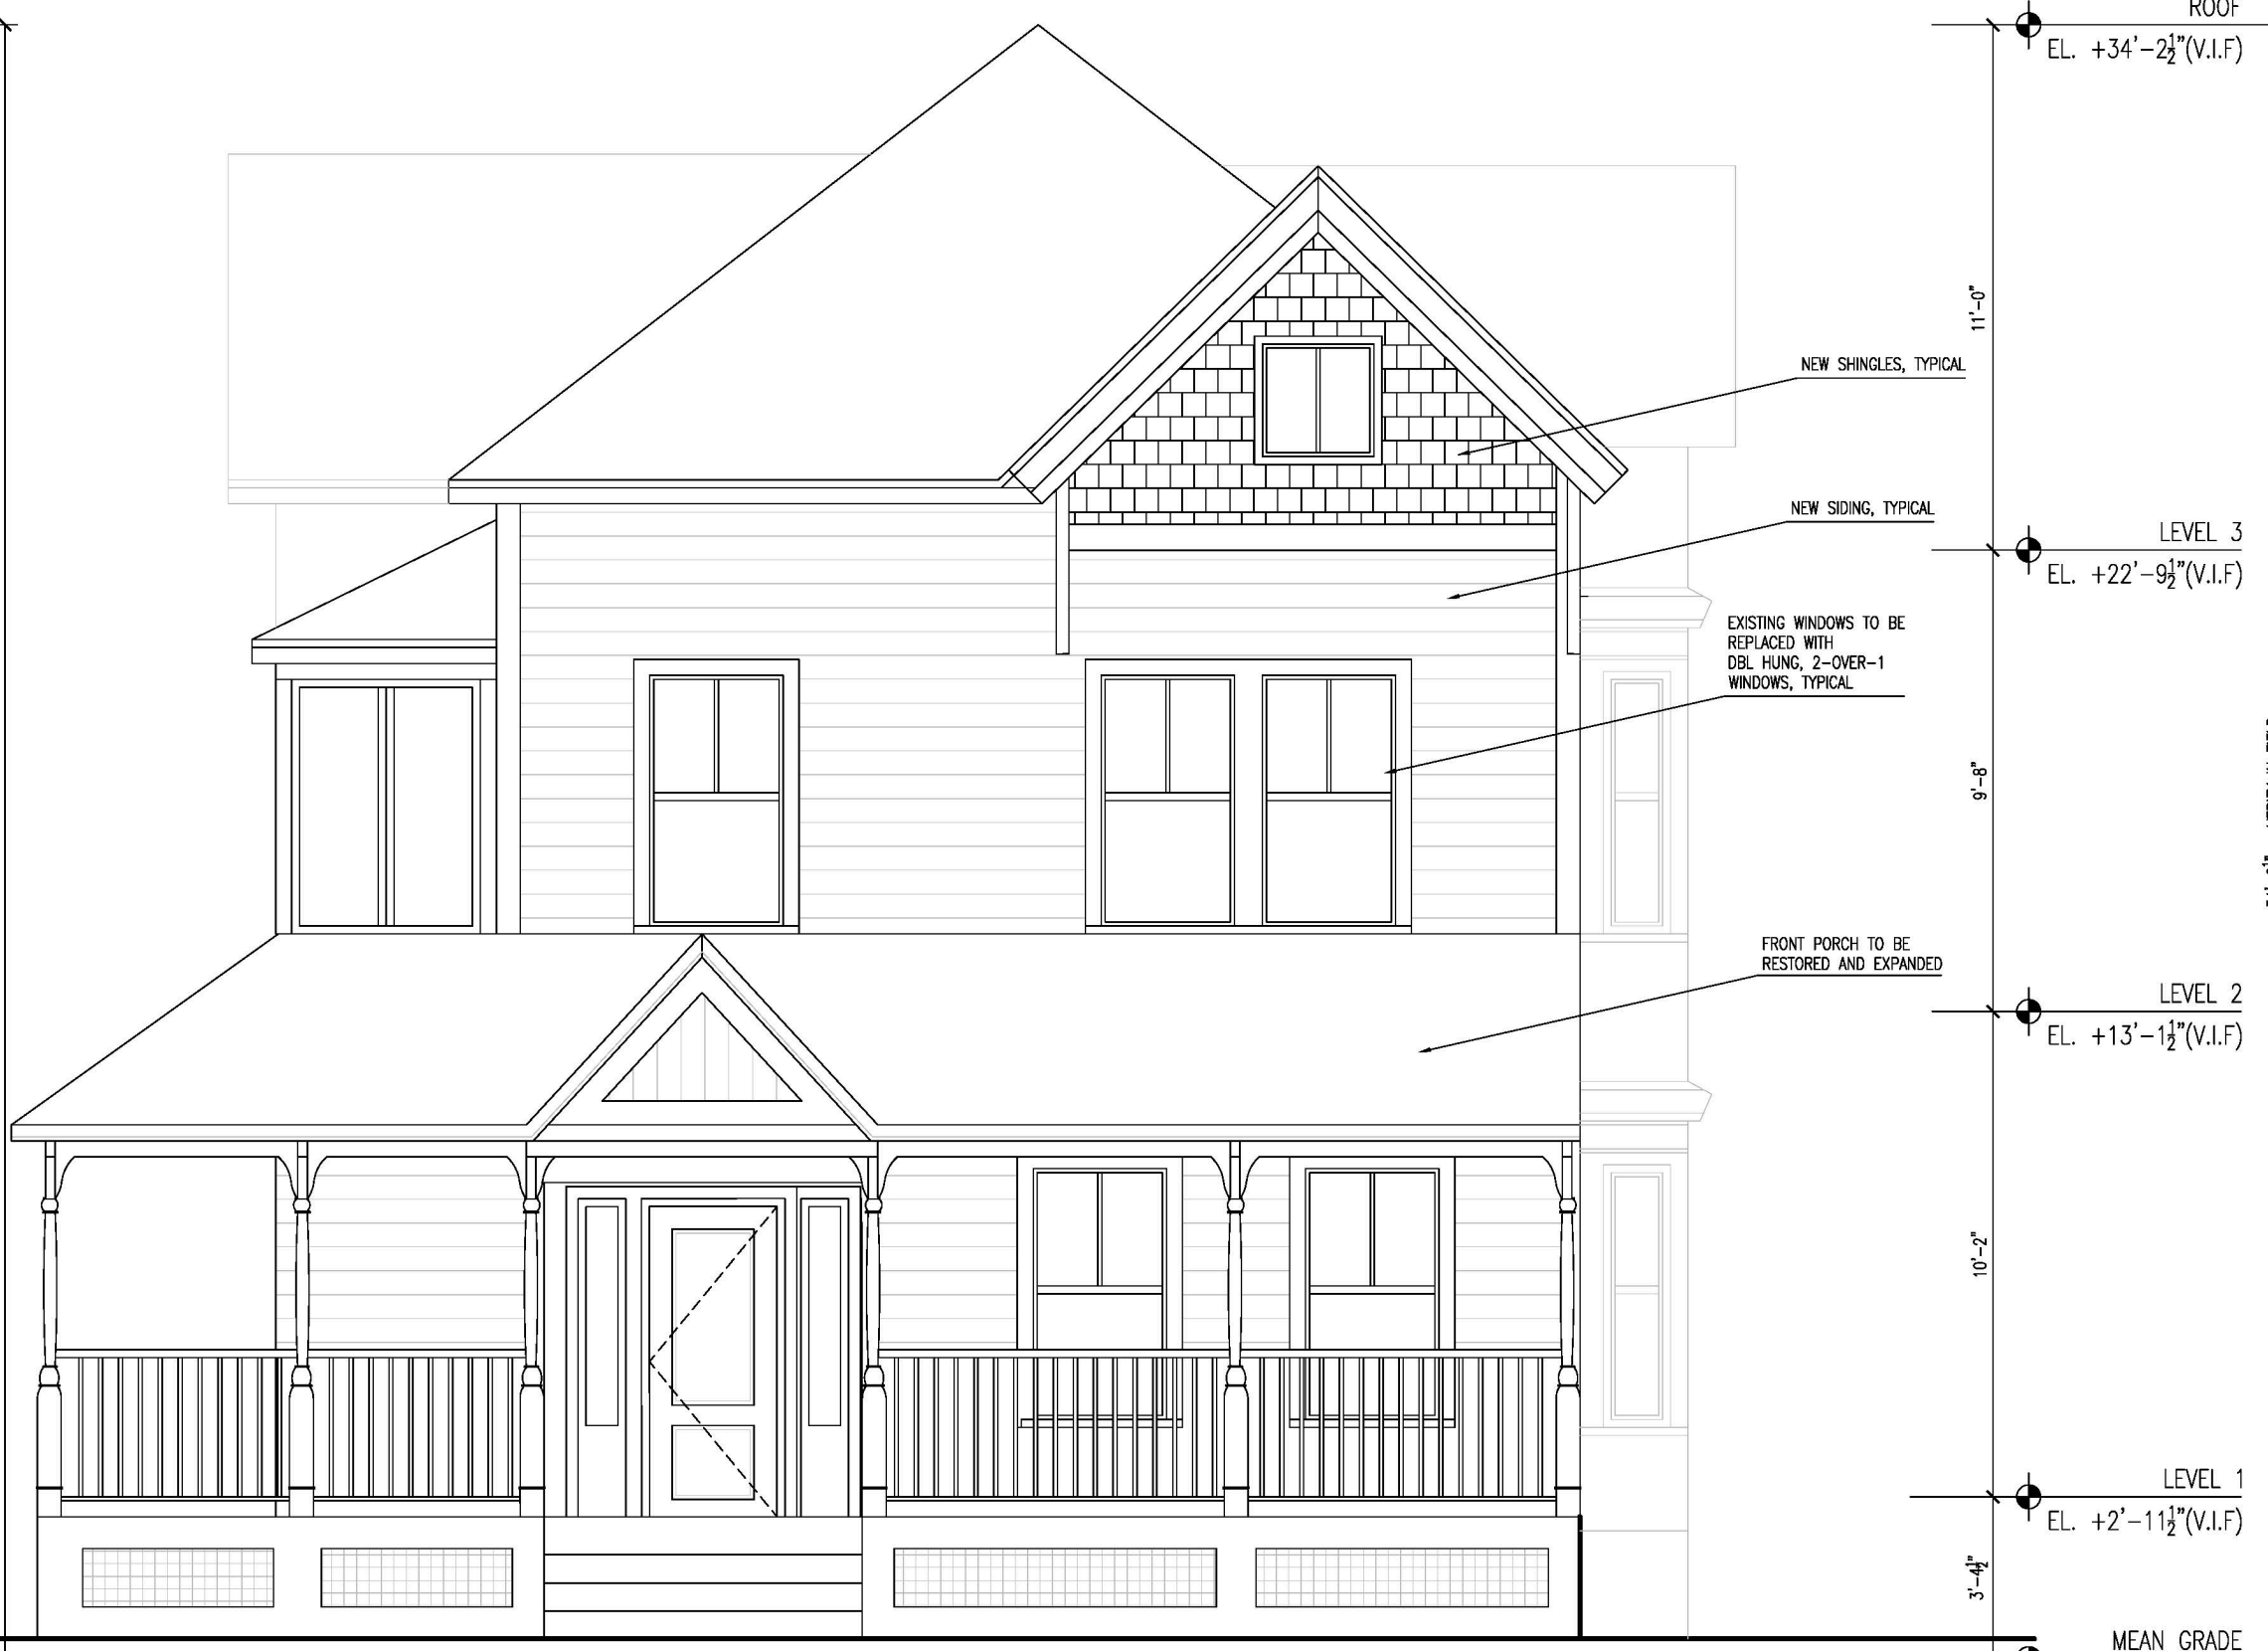 ROOF
EL. +34'-2½"(V.I.F)
11'-0"
NEW SHINGLES, TYPICAL
NEW SIDING, TYPICAL
LEVEL 3
EL. +22'-9½"(V.I.F)
EXISTING WINDOWS TO BE
REPLACED WITH
DBL HUNG, 2-OVER-1
WINDOWS, TYPICAL
9'-8"
FRONT PORCH TO BE
RESTORED AND EXPANDED
LEVEL 2
EL. +13'-1½"(V.I.F)
10'-2"
LEVEL 1
EL. +2'-11½"(V.I.F)
3'-4½"
MEAN GRADE